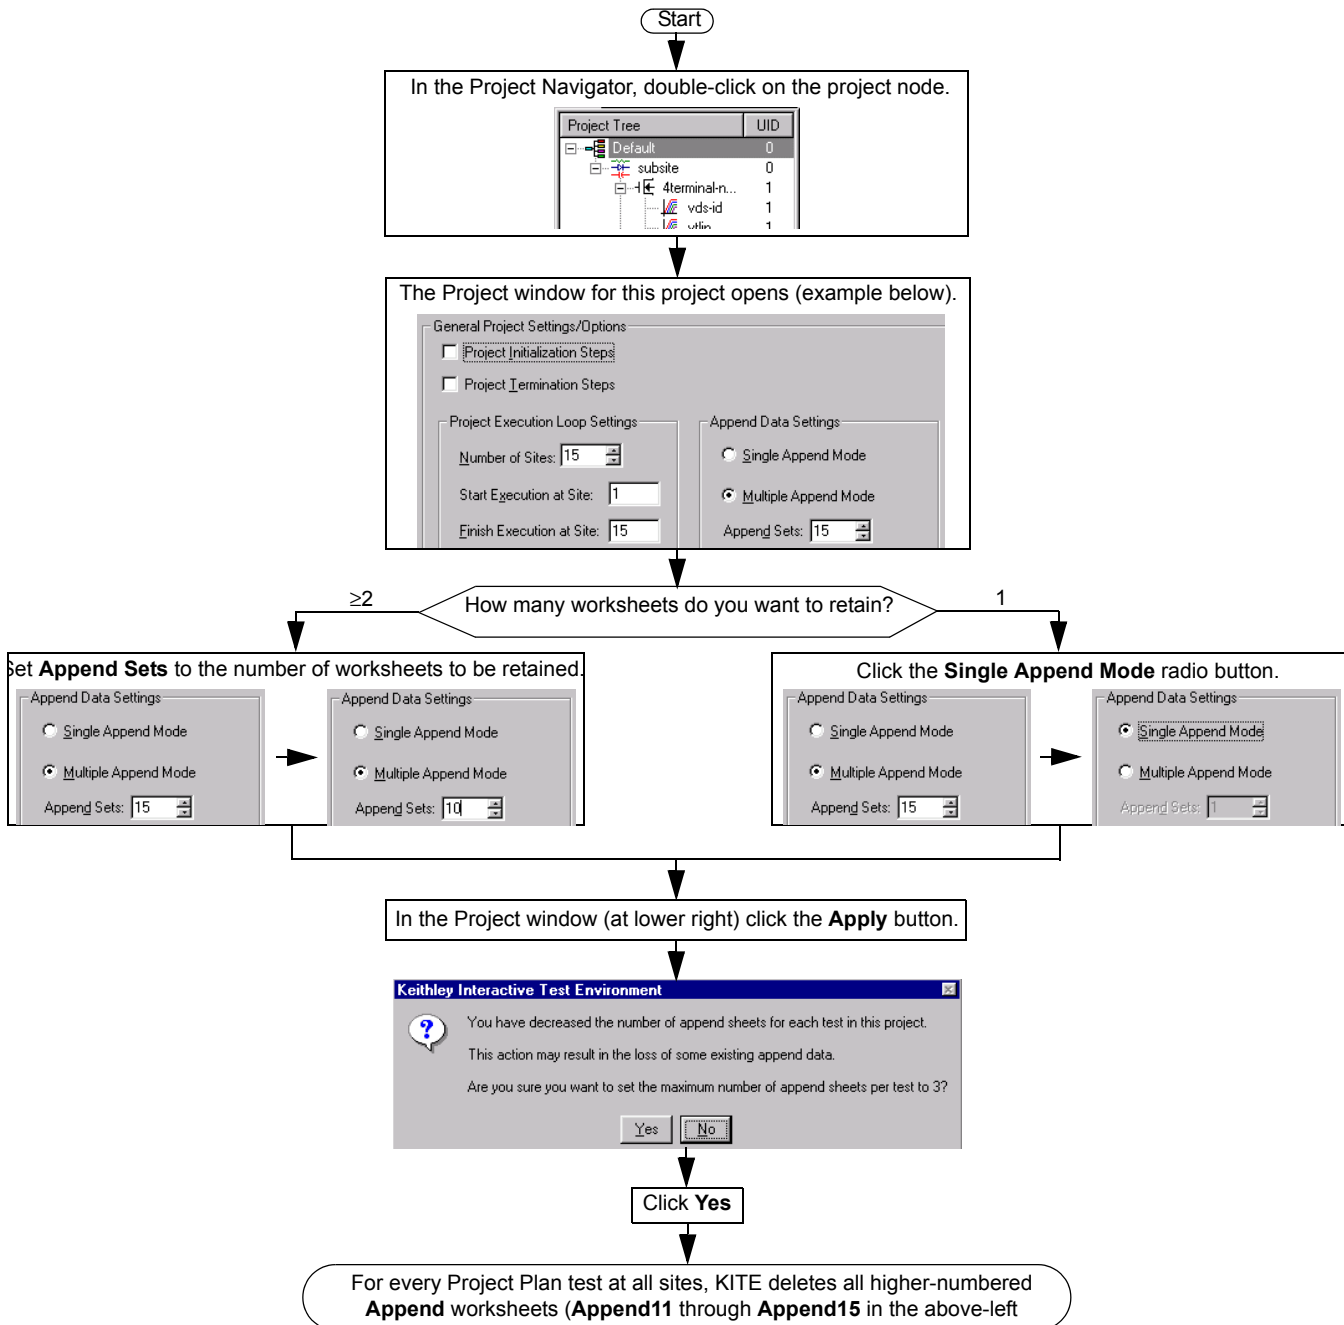 Start
In the Project Navigator, double-click on the project node.
Project Tree UID
Default 0
subsite 0
4terminal-n... 1
vds-id 1
vtlin 1
The Project window for this project opens (example below).
General Project Settings/Options
Project Initialization Steps
Project Termination Steps
Project Execution Loop Settings
Number of Sites: 15
Start Execution at Site: 1
Finish Execution at Site: 15
Append Data Settings
Single Append Mode
Multiple Append Mode
Append Sets: 15
How many worksheets do you want to retain?
≥2
1
Set Append Sets to the number of worksheets to be retained.
Append Data Settings
Single Append Mode
Multiple Append Mode
Append Sets: 15
Append Data Settings
Single Append Mode
Multiple Append Mode
Append Sets: 10
Click the Single Append Mode radio button.
Append Data Settings
Single Append Mode
Multiple Append Mode
Append Sets: 15
Append Data Settings
Single Append Mode
Multiple Append Mode
Append Sets: 1
In the Project window (at lower right) click the Apply button.
Keithley Interactive Test Environment
You have decreased the number of append sheets for each test in this project.
This action may result in the loss of some existing append data.
Are you sure you want to set the maximum number of append sheets per test to 3?
Yes No
Click Yes
For every Project Plan test at all sites, KITE deletes all higher-numbered
Append worksheets (Append11 through Append15 in the above-left